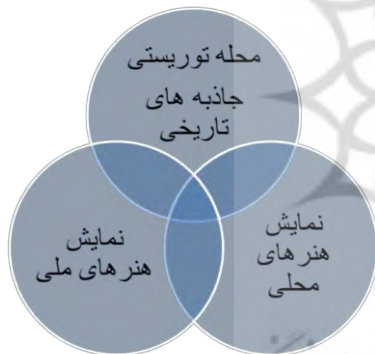 محله توریستی
جاذبه های
تاریخی
نمایش
هنرهای
محلی
نمایش
هنرهای ملی